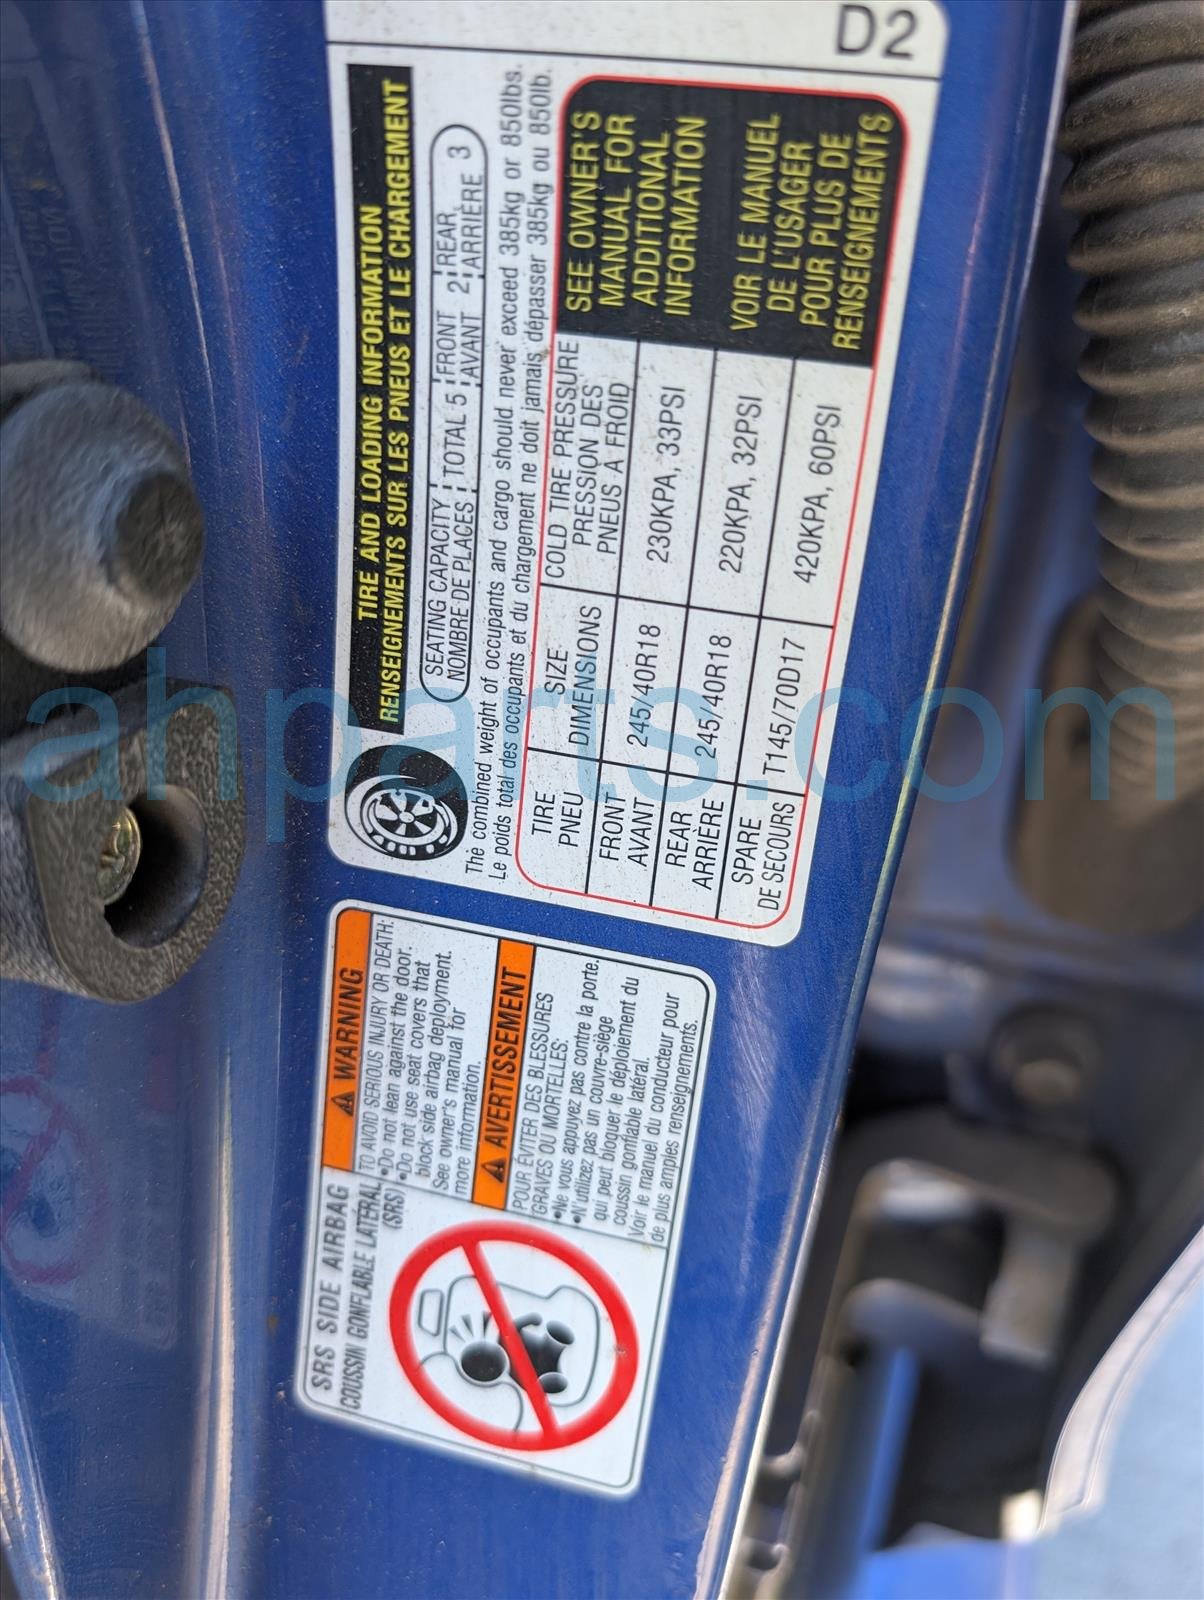 D2
TIRE AND LOADING INFORMATION
RENSEIGNEMENTS SUR LES PNEUS ET LE CHARGEMENT
SEATING CAPACITY
NOMBRE DE PLACES
TOTAL 5
FRONT
AVANT 2
REAR
ARRIÈRE 3
The combined weight of occupants and cargo should never exceed 385kg or 850lbs.
Le poids total des occupants et du chargement ne doit jamais dépasser 385kg ou 850lb.
TIRE
PNEU
SIZE
DIMENSIONS
COLD TIRE PRESSURE
PRESSION DES
PNEUS A FROID
FRONT
AVANT
245/40R18
230KPA, 33PSI
REAR
ARRIÈRE
245/40R18
220KPA, 32PSI
SPARE
DE SECOURS
T145/70D17
420KPA, 60PSI
SEE OWNER'S
MANUAL FOR
ADDITIONAL
INFORMATION
VOIR LE MANUEL
DE L'USAGER
POUR PLUS DE
RENSEIGNEMENTS
SRS SIDE AIRBAG
COUSSIN GONFLABLE LATÉRAL
(SRS)
WARNING
TO AVOID SERIOUS INJURY OR DEATH:
•Do not lean against the door.
•Do not use seat covers that
block side airbag deployment.
See owner's manual for
more information.
AVERTISSEMENT
POUR ÉVITER DES BLESSURES
GRAVES OU MORTELLES:
•Ne vous appuyez pas contre la porte.
•N'utilizez pas un couvre-siège
qui peut bloquer le déploiement du
coussin gonflable latéral.
Voir le manuel du conducteur pour
de plus amples renseignements.
ahparts.com